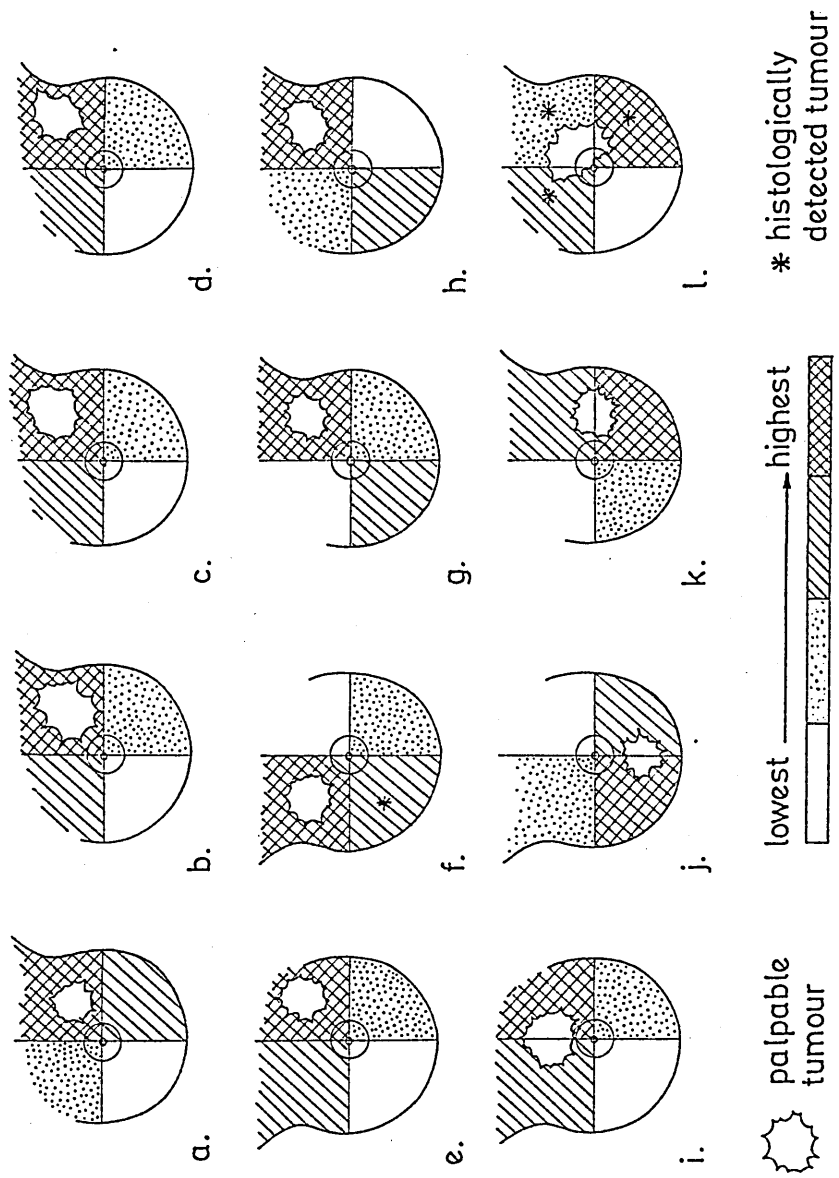 a.
b.
c.
d.
e.
f.
g.
h.
i.
j.
k.
l.
palpable
tumour
lowest
highest
* histologically
detected tumour